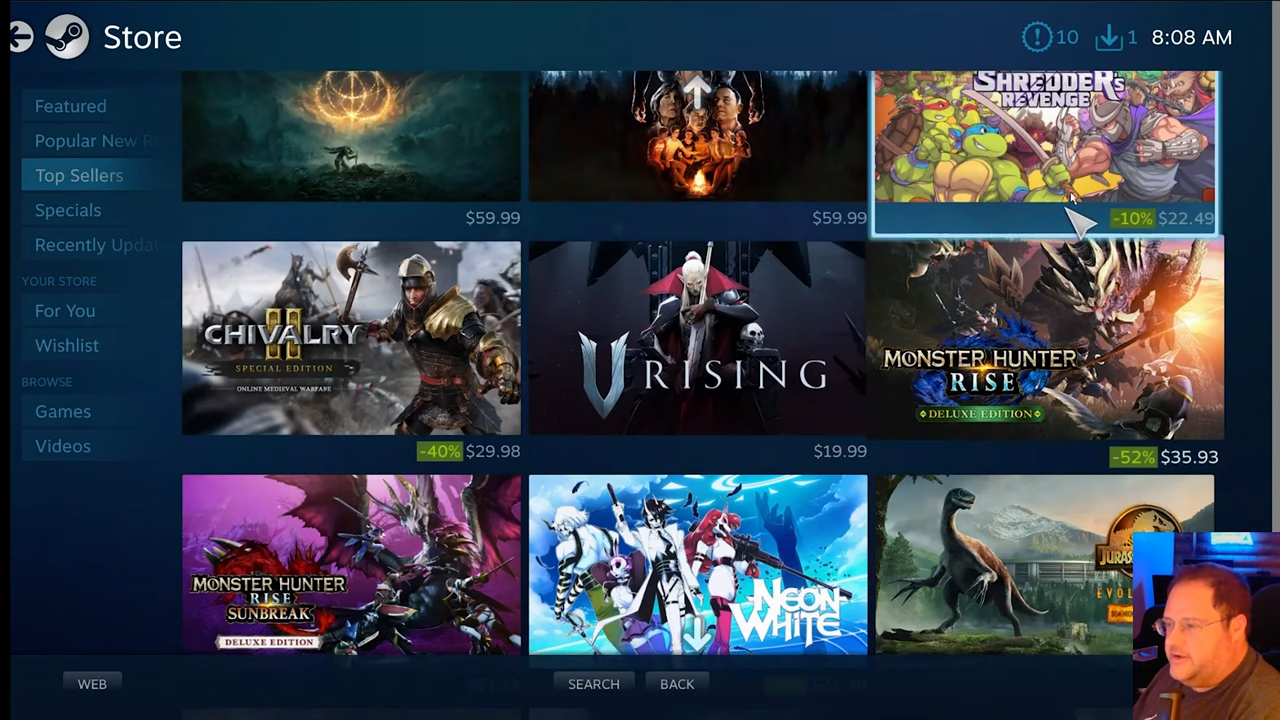 Store
10
1
8:08 AM
Featured
Popular New
Top Sellers
Specials
Recently Updat
YOUR STORE
For You
Wishlist
BROWSE
Games
Videos
$59.99
$59.99
SHREDDER'S
REVENGE
-10% $22.49
CHIVALRY
II
SPECIAL EDITION
ONLINE MEDIEVAL WARFARE
-40% $29.98
V RISING
$19.99
MONSTER HUNTER
RISE
DELUXE EDITION
-52% $35.93
MONSTER HUNTER
RISE
SUNBREAK
DELUXE EDITION
NEON
WHITE
JURAS
EVOL
WEB
SEARCH
BACK